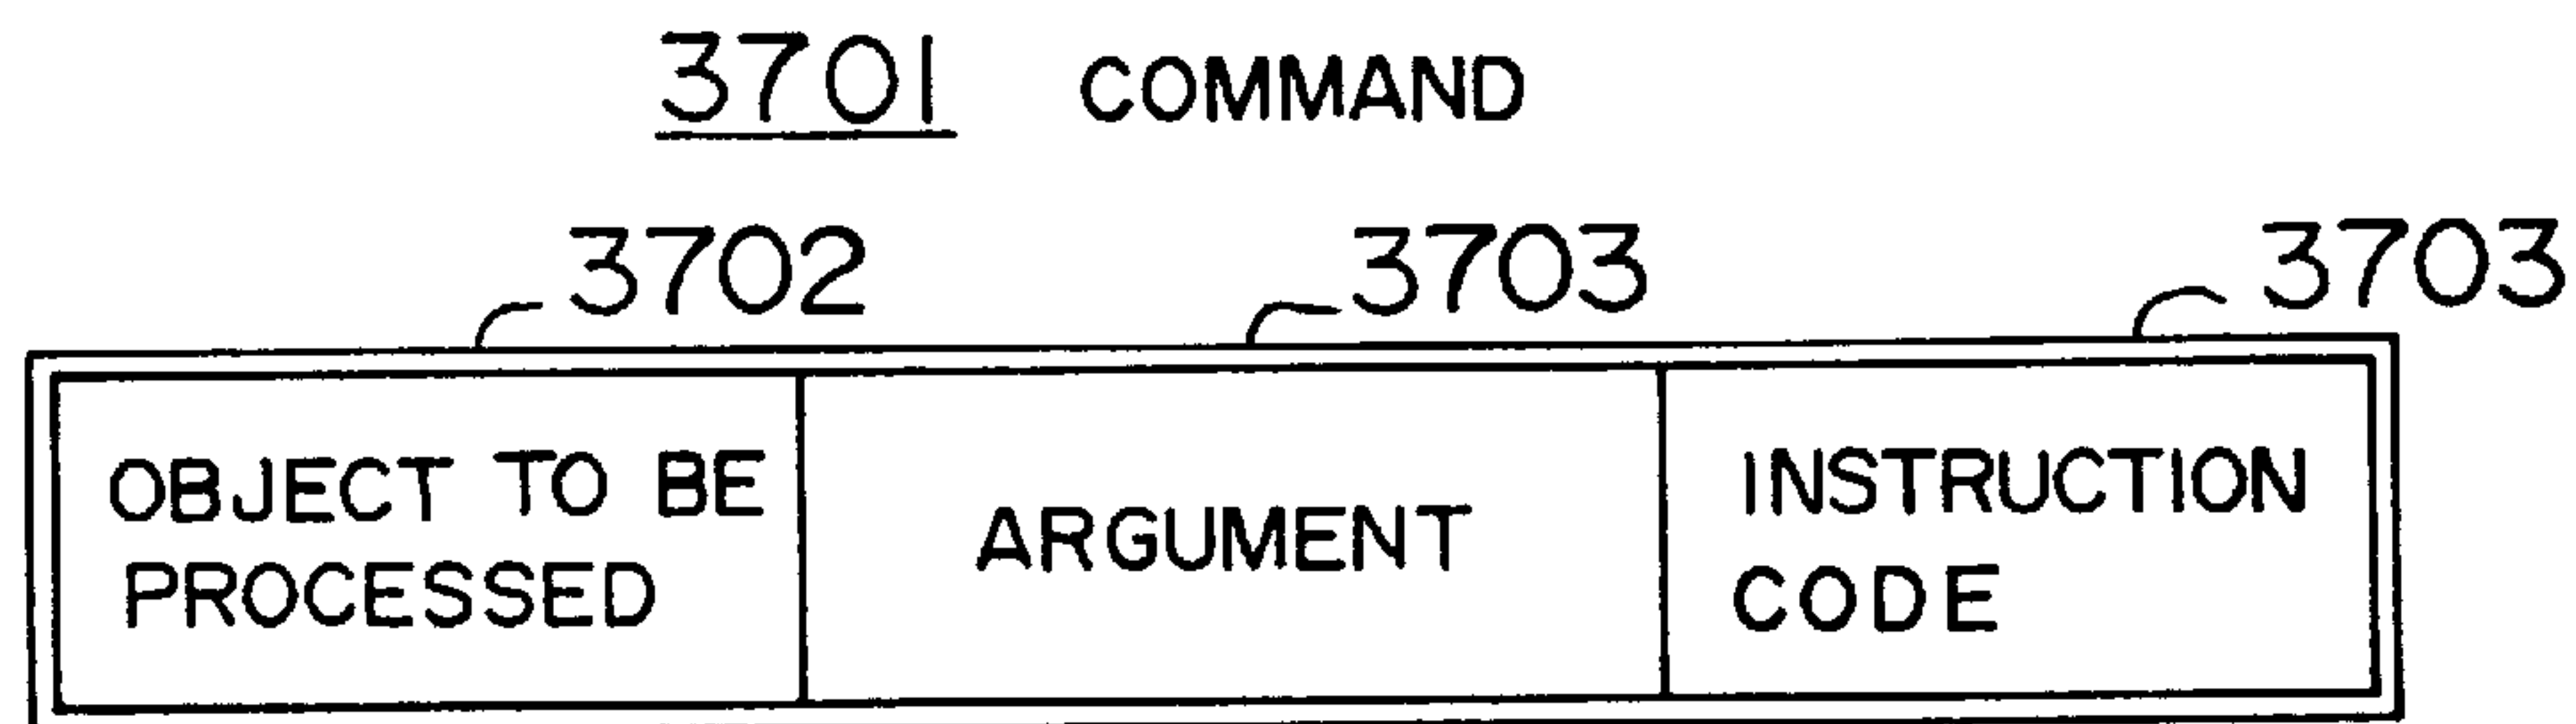 3701 COMMAND
3702 3703 3703
OBJECT TO BE
PROCESSED
ARGUMENT
INSTRUCTION
CODE